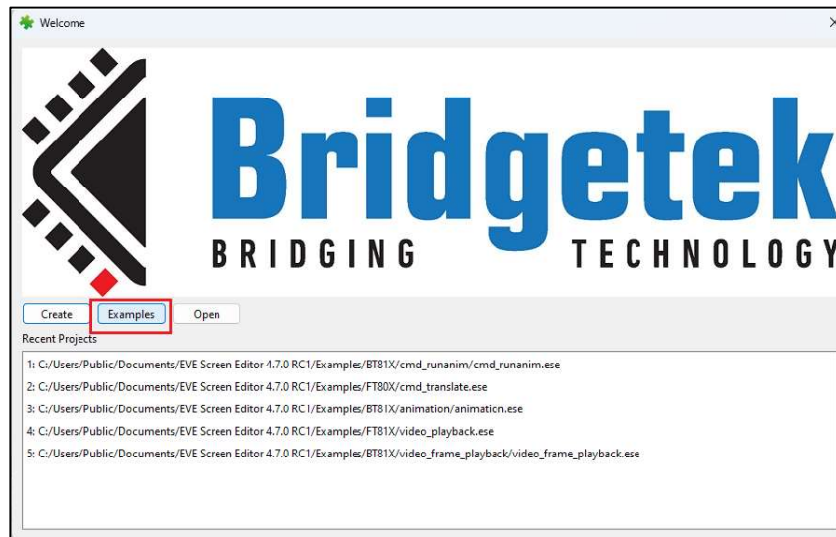 Welcome
Bridgetek
BRIDGING TECHNOLOGY
Create Examples Open
Recent Projects
1: C:/Users/Public/Documents/EVE Screen Editor 4.7.0 RC1/Examples/BT81X/cmd_runanim/cmd_runanim.ese
2: C:/Users/Public/Documents/EVE Screen Editor 4.7.0 RC1/Examples/FT80X/cmd_translate.ese
3: C:/Users/Public/Documents/EVE Screen Editor 4.7.0 RC1/Examples/BT81X/animation/animation.ese
4: C:/Users/Public/Documents/EVE Screen Editor 4.7.0 RC1/Examples/FT81X/video_playback.ese
5: C:/Users/Public/Documents/EVE Screen Editor 4.7.0 RC1/Examples/BT81X/video_frame_playback/video_frame_playback.ese